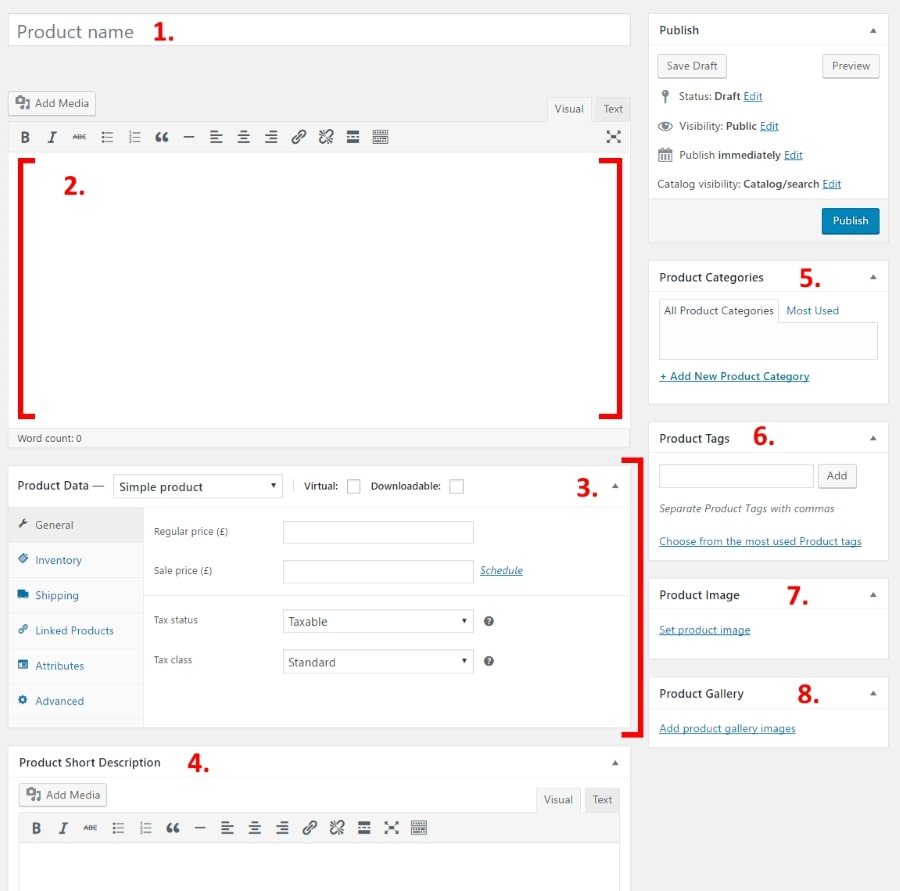 Product name 1.
Add Media
Visual Text
B I ABC
2.
Word count: 0
Product Data — Simple product Virtual: Downloadable: 3.
General
Inventory
Shipping
Linked Products
Attributes
Advanced
Regular price (£)
Sale price (£) Schedule
Tax status Taxable
Tax class Standard
Product Short Description 4.
Add Media
Visual Text
B I ABC
Publish
Save Draft Preview
Status: Draft Edit
Visibility: Public Edit
Publish immediately Edit
Catalog visibility: Catalog/search Edit
Publish
Product Categories 5.
All Product Categories Most Used
+ Add New Product Category
Product Tags 6.
Add
Separate Product Tags with commas
Choose from the most used Product tags
Product Image 7.
Set product image
Product Gallery 8.
Add product gallery images